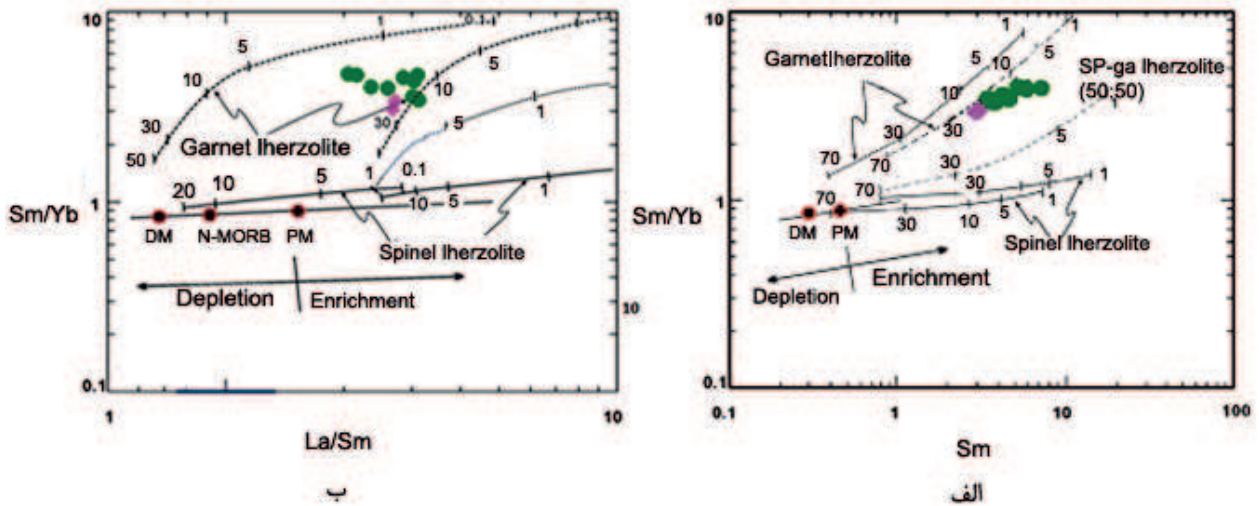 10
1
0.1
Sm/Yb
1
10
La/Sm
1
0.1
5
5
10
30
50
5
10
30
5
1
Garnet lherzolite
20
10
5
1
0.1
10
5
1
DM
N-MORB
PM
Spinel lherzolite
Depletion
Enrichment
10
ب
10
1
0.1
Sm/Yb
0.1
1
10
100
Sm
Garnetlherzolite
1
5
10
30
70
1
5
10
30
70
SP-ga lherzolite
(50:50)
1
5
30
70
70
30
5
1
30
10
5
1
DM
PM
Spinel lherzolite
Depletion
Enrichment
الف